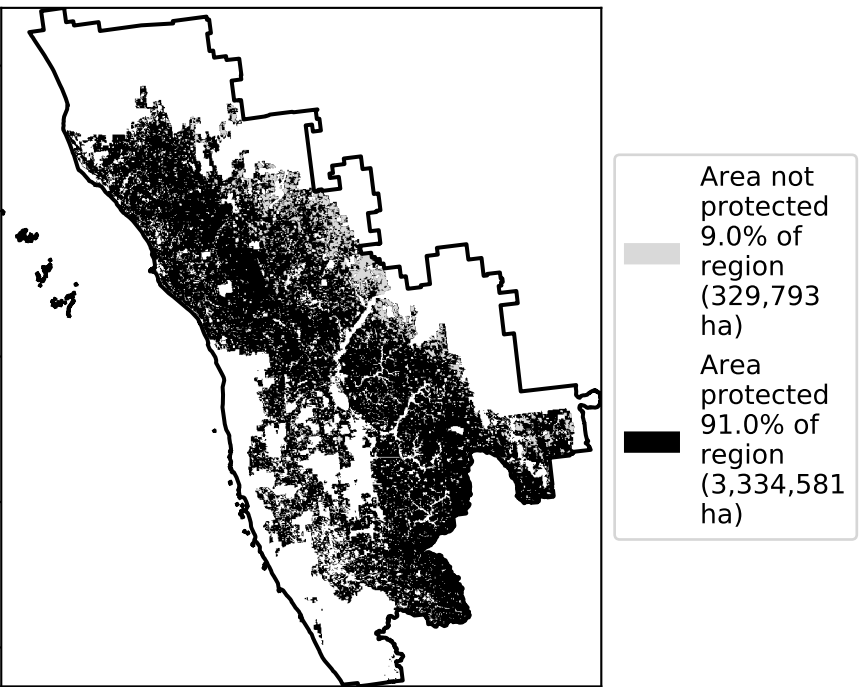 Area not
protected
9.0% of
region
(329,793
ha)
Area
protected
91.0% of
region
(3,334,581
ha)